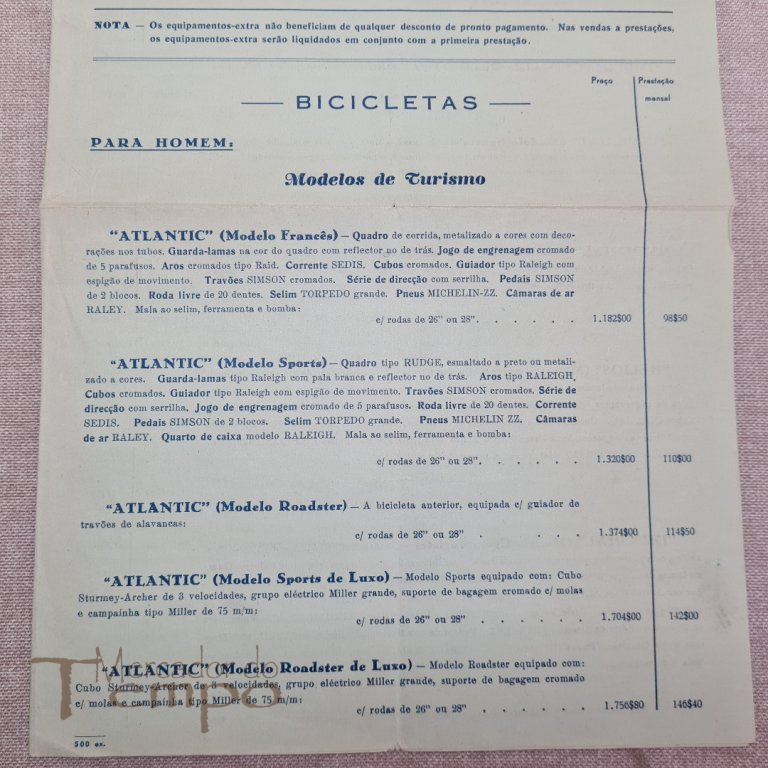 NOTA — Os equipamentos-extra não beneficiam de qualquer desconto de pronto pagamento. Nas vendas a prestações,
os equipamentos-extra serão liquidados em conjunto com a primeira prestação.
Preço Prestação
mensal
BICICLETAS
PARA HOMEM:
Modelos de Turismo
"ATLANTIC" (Modelo Francês) — Quadro de corrida, metalizado a cores com deco-
rações nos tubos. Guarda-lamas na cor do quadro com reflector no de trás. Jogo de engrenagem cromado
de 5 parafusos. Aros cromados tipo Raid. Corrente SEDIS. Cubos cromados. Guiador tipo Raleigh com
espigão de movimento. Travões SIMSON cromados. Série de direcção com serrilha. Pedais SIMSON
de 2 blocos. Roda livre de 20 dentes. Selim TORPEDO grande. Pneus MICHELIN-ZZ. Câmaras de ar
RALEY. Mala ao selim, ferramenta e bomba:
c/ rodas de 26" ou 28". . . . . . 1.182$00 98$50
"ATLANTIC" (Modelo Sports) — Quadro tipo RUDGE, esmaltado a preto ou metali-
zado a cores. Guarda-lamas tipo Raleigh com pala branca e reflector no de trás. Aros tipo RALEIGH.
Cubos cromados. Guiador tipo Raleigh com espigão de movimento. Travões SIMSON cromados. Série de
direcção com serrilha. Jogo de engrenagem cromado de 5 parafusos. Roda livre de 20 dentes. Corrente
SEDIS. Pedais SIMSON de 2 blocos. Selim TORPEDO grande. Pneus MICHELIN ZZ. Câmaras
de ar RALEY. Quarto de caixa modelo RALEIGH. Mala ao selim, ferramenta e bomba:
c/ rodas de 26" ou 28". . . . . . 1.320$00 110$00
"ATLANTIC" (Modelo Roadster) — A bicicleta anterior, equipada c/ guiador de
travões de alavancas:
c/ rodas de 26" ou 28" . . . . 1.374$00 114$50
"ATLANTIC" (Modelo Sports de Luxo) — Modelo Sports equipado com: Cubo
Sturmey-Archer de 3 velocidades, grupo eléctrico Miller grande, suporte de bagagem cromado c/ molas
e campaínha tipo Miller de 75 m/m:
c/ rodas de 26" ou 28" . . . . . . 1.704$00 142$00
"ATLANTIC" (Modelo Roadster de Luxo) — Modelo Roadster equipado com:
Cubo Sturmey-Archer de velocidades, grupo eléctrico Miller grande, suporte de bagagem cromado
c/ molas e campaínha tipo Miller de 75 m/m:
c/ rodas de 26" ou 28" . . . . . . 1.756$80 146$40
500 ex.
Mercador do
Tempo